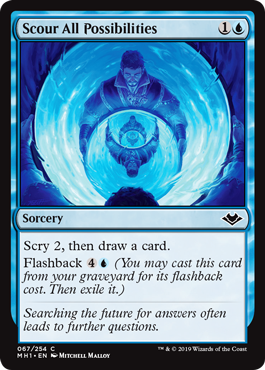 Scour All Possibilities 1
Sorcery
Scry 2, then draw a card.
Flashback 4 (You may cast this card
from your graveyard for its flashback
cost. Then exile it.)
Searching the future for answers often
leads to further questions.
067/254 C
MH1 • EN Mitchell Malloy ™ & © 2019 Wizards of the Coast